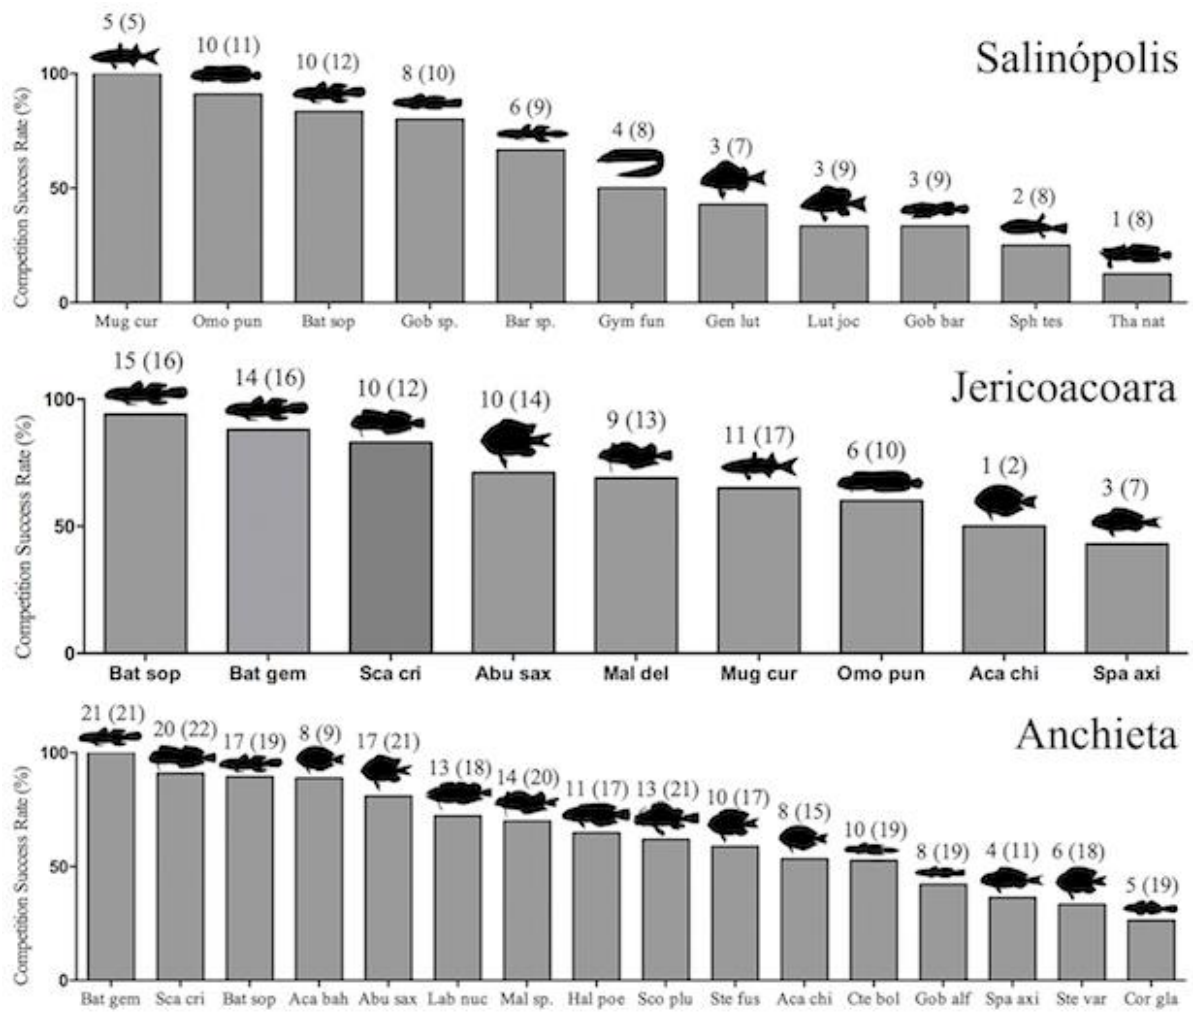 Salinópolis
Competition Success Rate (%)
100
50
0
5 (5) 10 (11) 10 (12) 8 (10) 6 (9) 4 (8) 3 (7) 3 (9) 3 (9) 2 (8) 1 (8)
Mug cur Omo pun Bat sop Gob sp. Bar sp. Gym fun Gen lut Lut joc Gob bar Sph tes Tha nat
Jericoacoara
Competition Success Rate (%)
100
50
0
15 (16) 14 (16) 10 (12) 10 (14) 9 (13) 11 (17) 6 (10) 1 (2) 3 (7)
Bat sop Bat gem Sca cri Abu sax Mal del Mug cur Omo pun Aca chi Spa axi
Anchieta
Competition Success Rate (%)
100
50
0
21 (21) 20 (22) 17 (19) 8 (9) 17 (21) 13 (18) 14 (20) 11 (17) 13 (21) 10 (17) 8 (15) 10 (19) 8 (19) 4 (11) 6 (18) 5 (19)
Bat gem Sca cri Bat sop Aca bah Abu sax Lab nuc Mal sp. Hal poe Sco plu Ste fus Aca chi Cte bol Gob alf Spa axi Ste var Cor gla